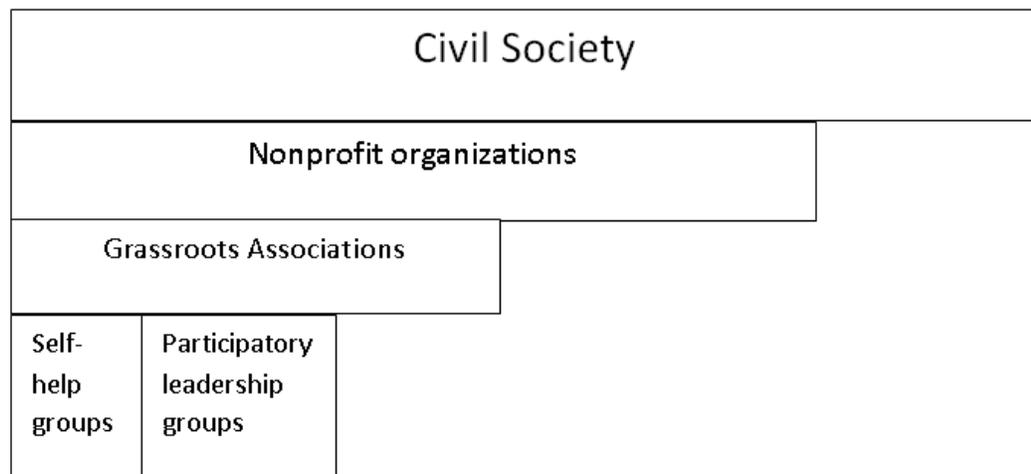 Civil Society
Nonprofit organizations
Grassroots Associations
Self-
help
groups
Participatory
leadership
groups